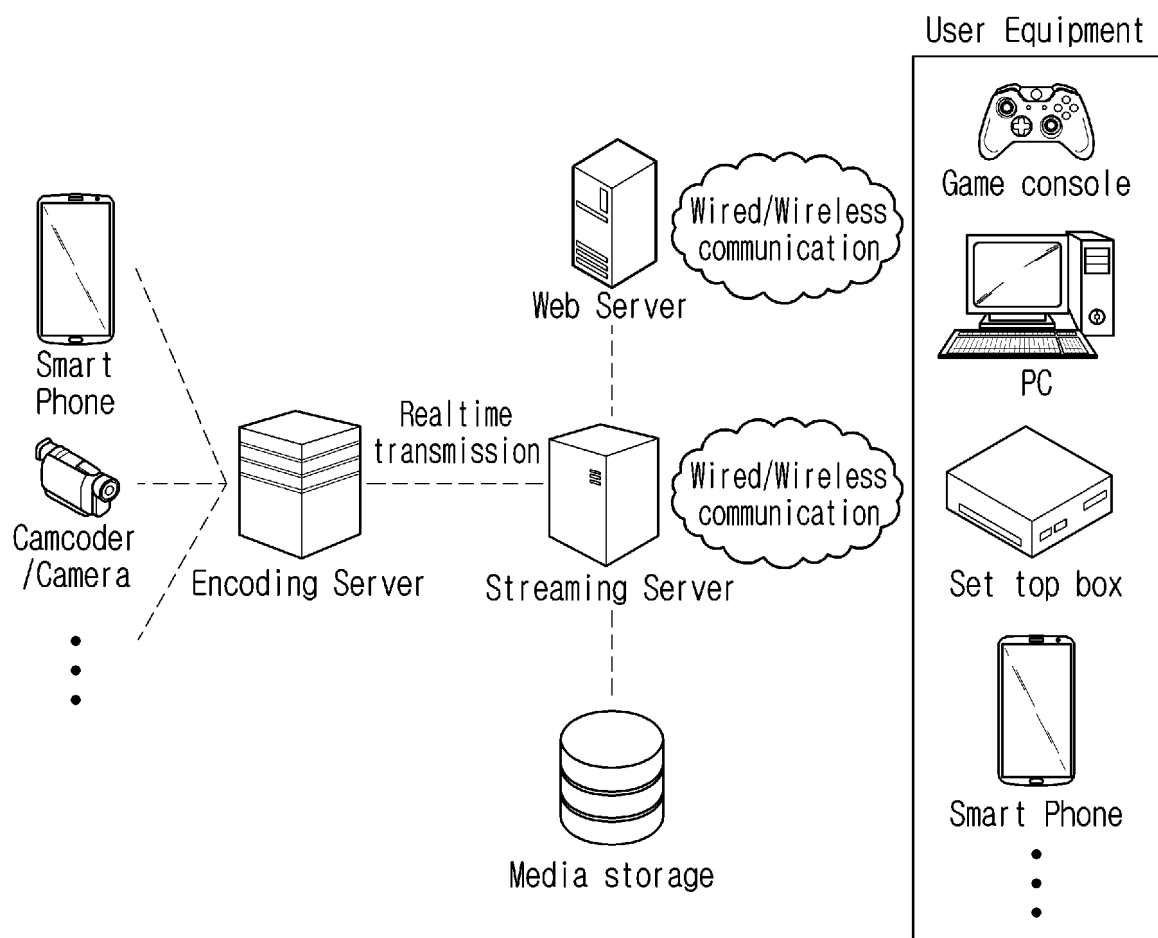 User Equipment
Game console
PC
Set top box
Smart Phone
Wired/Wireless
communication
Web Server
Smart
Phone
Realtime
transmission
Wired/Wireless
communication
Camcoder
/Camera
Encoding Server
Streaming Server
Media storage